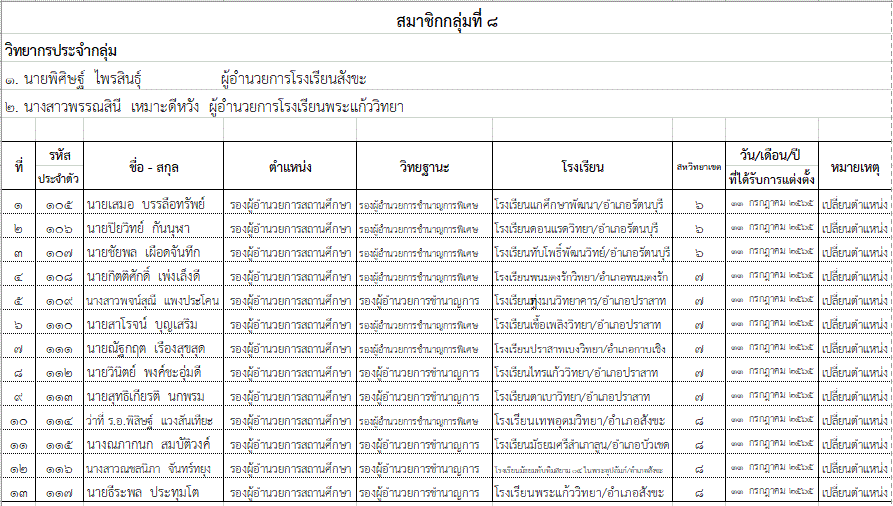 สมาชิกกลุ่มที่ ๘
วิทยากรประจำกลุ่ม
๑. นายพิศิษฐ์ ไพรสินธุ์ ผู้อำนวยการโรงเรียนสังขะ
๒. นางสาวพรรณสินี เหมาะดีหวัง ผู้อำนวยการโรงเรียนพระแก้ววิทยา
ที่ รหัสประจำตัว ชื่อ - สกุล ตำแหน่ง วิทยฐานะ โรงเรียน สหวิทยาเขต วัน/เดือน/ปี ที่ได้รับการแต่งตั้ง หมายเหตุ
๑ ๑๐๕ นายเสมอ บรรลือทรัพย์ รองผู้อำนวยการสถานศึกษา รองผู้อำนวยการชำนาญการพิเศษ โรงเรียนแกศึกษาพัฒนา/อำเภอรัตนบุรี ๖ ๑๑ กรกฎาคม ๒๕๖๕ เปลี่ยนตำแหน่ง
๒ ๑๐๖ นายปิยวิทย์ กันนุฬา รองผู้อำนวยการสถานศึกษา รองผู้อำนวยการชำนาญการพิเศษ โรงเรียนดอนแรดวิทยา/อำเภอรัตนบุรี ๖ ๑๑ กรกฎาคม ๒๕๖๕ เปลี่ยนตำแหน่ง
๓ ๑๐๗ นายชัยพล เผือดจันทึก รองผู้อำนวยการสถานศึกษา รองผู้อำนวยการชำนาญการพิเศษ โรงเรียนทับโพธิ์พัฒนวิทย์/อำเภอรัตนบุรี ๖ ๑๑ กรกฎาคม ๒๕๖๕ เปลี่ยนตำแหน่ง
๔ ๑๐๘ นายกิตติศักดิ์ เพ่งเล็งดี รองผู้อำนวยการสถานศึกษา รองผู้อำนวยการชำนาญการพิเศษ โรงเรียนพนมดงรักวิทยา/อำเภอพนมดงรัก ๗ ๑๑ กรกฎาคม ๒๕๖๕ เปลี่ยนตำแหน่ง
๕ ๑๐๙ นางสาวพจน์สุณี แพงประโคน รองผู้อำนวยการสถานศึกษา รองผู้อำนวยการชำนาญการ โรงเรียนทุ่งมนวิทยาคาร/อำเภอปราสาท ๗ ๑๑ กรกฎาคม ๒๕๖๕ เปลี่ยนตำแหน่ง
๖ ๑๑๐ นายสาโรจน์ บุญเสริม รองผู้อำนวยการสถานศึกษา รองผู้อำนวยการชำนาญการพิเศษ โรงเรียนเชื้อเพลิงวิทยา/อำเภอปราสาท ๗ ๑๑ กรกฎาคม ๒๕๖๕ เปลี่ยนตำแหน่ง
๗ ๑๑๑ นายณัฐกฤต เรืองสุขสุด รองผู้อำนวยการสถานศึกษา รองผู้อำนวยการชำนาญการพิเศษ โรงเรียนปราสาทเบงวิทยา/อำเภอกาบเชิง ๗ ๑๑ กรกฎาคม ๒๕๖๕ เปลี่ยนตำแหน่ง
๘ ๑๑๒ นายวินิตย์ พงศ์ชะอุ่มดี รองผู้อำนวยการสถานศึกษา รองผู้อำนวยการชำนาญการ โรงเรียนไทรแก้ววิทยา/อำเภอปราสาท ๗ ๑๑ กรกฎาคม ๒๕๖๕ เปลี่ยนตำแหน่ง
๙ ๑๑๓ นายสุทธิเกียรติ นกพรม รองผู้อำนวยการสถานศึกษา รองผู้อำนวยการชำนาญการ โรงเรียนตาเบาวิทยา/อำเภอปราสาท ๗ ๑๑ กรกฎาคม ๒๕๖๕ เปลี่ยนตำแหน่ง
๑๐ ๑๑๔ ว่าที่ ร.อ.พิสิษฐ์ แวงสันเทียะ รองผู้อำนวยการสถานศึกษา รองผู้อำนวยการชำนาญการพิเศษ โรงเรียนเทพอุดมวิทยา/อำเภอสังขะ ๘ ๑๑ กรกฎาคม ๒๕๖๕ เปลี่ยนตำแหน่ง
๑๑ ๑๑๕ นางณภากนก สมบัติวงค์ รองผู้อำนวยการสถานศึกษา รองผู้อำนวยการชำนาญการ โรงเรียนมัธยมศรีสำเภาลูน/อำเภอบัวเชด ๘ ๑๑ กรกฎาคม ๒๕๖๕ เปลี่ยนตำแหน่ง
๑๒ ๑๑๖ นางสาวณชลนิภา จันทร์ทยุง รองผู้อำนวยการสถานศึกษา รองผู้อำนวยการชำนาญการ โรงเรียนมัธยมทับทิมสยาม ๐๔ ในพระอุปถัมภ์/อำเภอสังขะ ๘ ๑๑ กรกฎาคม ๒๕๖๕ เปลี่ยนตำแหน่ง
๑๓ ๑๑๗ นายธีระพล ประทุมโต รองผู้อำนวยการสถานศึกษา รองผู้อำนวยการชำนาญการ โรงเรียนพระแก้ววิทยา/อำเภอสังขะ ๘ ๑๑ กรกฎาคม ๒๕๖๕ เปลี่ยนตำแหน่ง